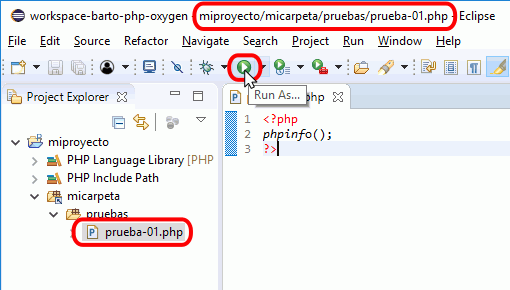 workspace-barto-php-oxygen - miproyecto/micarpeta/pruebas/prueba-01.php - Eclipse
File Edit Source Refactor Navigate Search Project Run Window Help
Project Explorer
php
Run As...
miproyecto
PHP Language Library [PHP
PHP Include Path
micarpeta
pruebas
prueba-01.php
1 <?php
2 phpinfo();
3 ?>